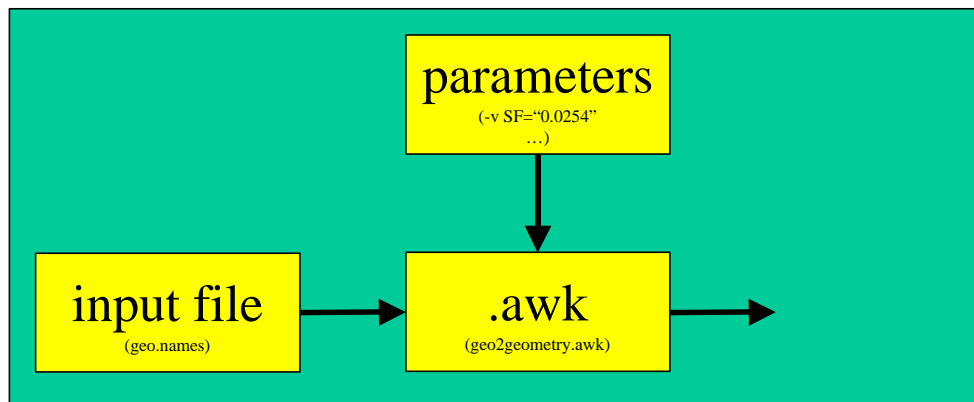 parameters
(-v SF=“0.0254”
…)
input file
(geo.names)
.awk
(geo2geometry.awk)